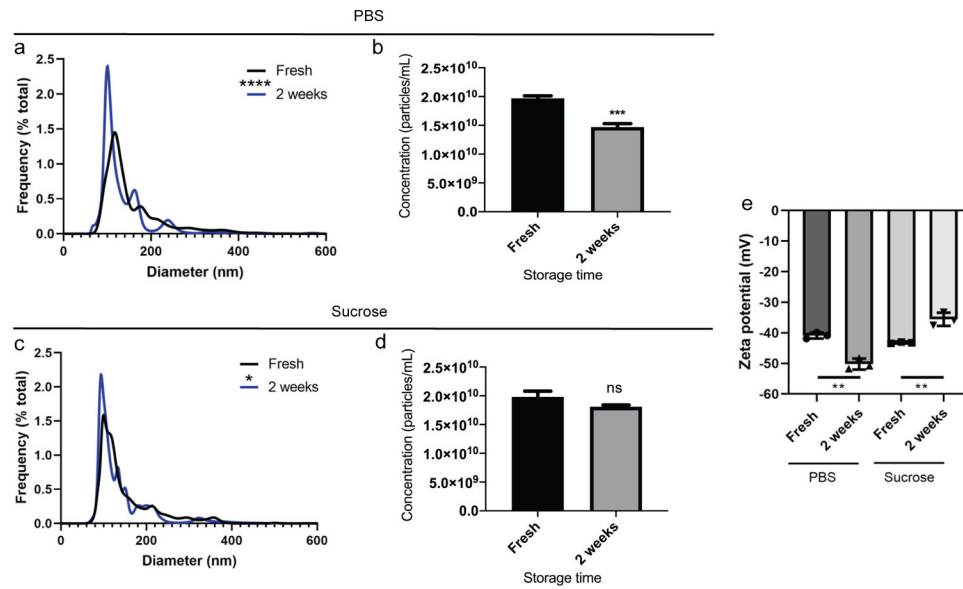 PBS
a
Frequency (% total)
2.5
2.0
1.5
1.0
0.5
0.0
0
200
400
600
Diameter (nm)
Fresh
****
2 weeks
b
Concentration (particles/mL)
2.5×10¹⁰
2.0×10¹⁰
1.5×10¹⁰
1.0×10¹⁰
5.0×10⁹
0.0
***
Fresh
2 weeks
Storage time
Sucrose
c
Frequency (% total)
2.5
2.0
1.5
1.0
0.5
0.0
0
200
400
600
Diameter (nm)
Fresh
*
2 weeks
d
Concentration (particles/mL)
2.5×10¹⁰
2.0×10¹⁰
1.5×10¹⁰
1.0×10¹⁰
5.0×10⁹
0.0
ns
Fresh
2 weeks
Storage time
e
Zeta potential (mV)
0
-10
-20
-30
-40
-50
-60
**
**
Fresh
2 weeks
Fresh
2 weeks
PBS
Sucrose